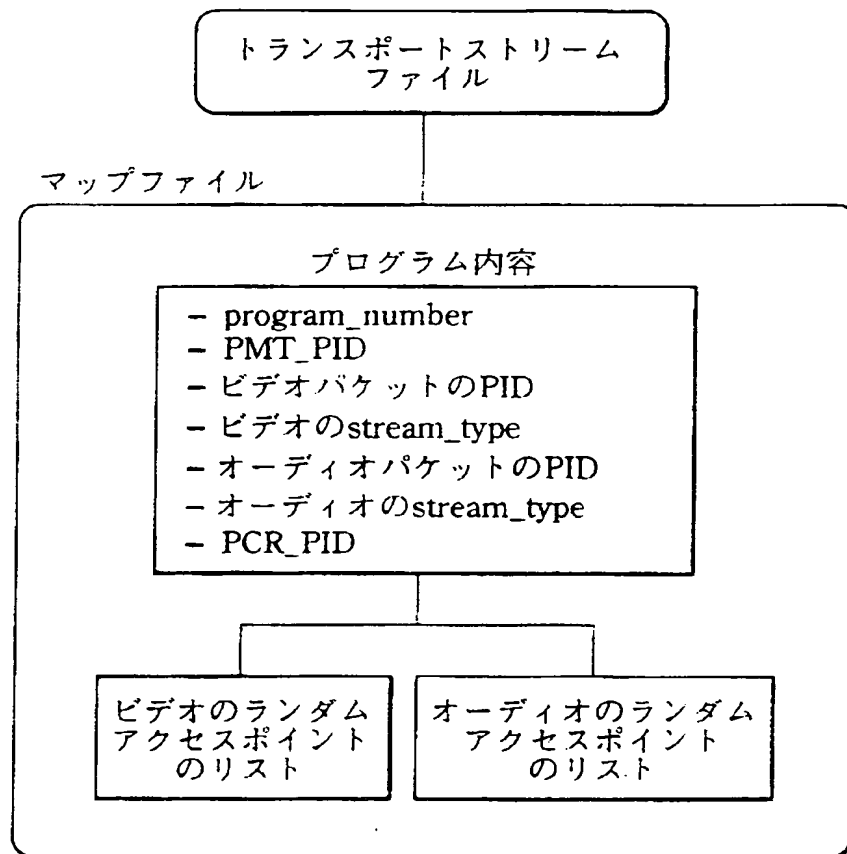 トランスポートストリーム
ファイル
マップファイル
プログラム内容
– program_number
– PMT_PID
– ビデオパケットのPID
– ビデオのstream_type
– オーディオパケットのPID
– オーディオのstream_type
– PCR_PID
ビデオのランダム
アクセスポイント
のリスト
オーディオのランダム
アクセスポイント
のリスト